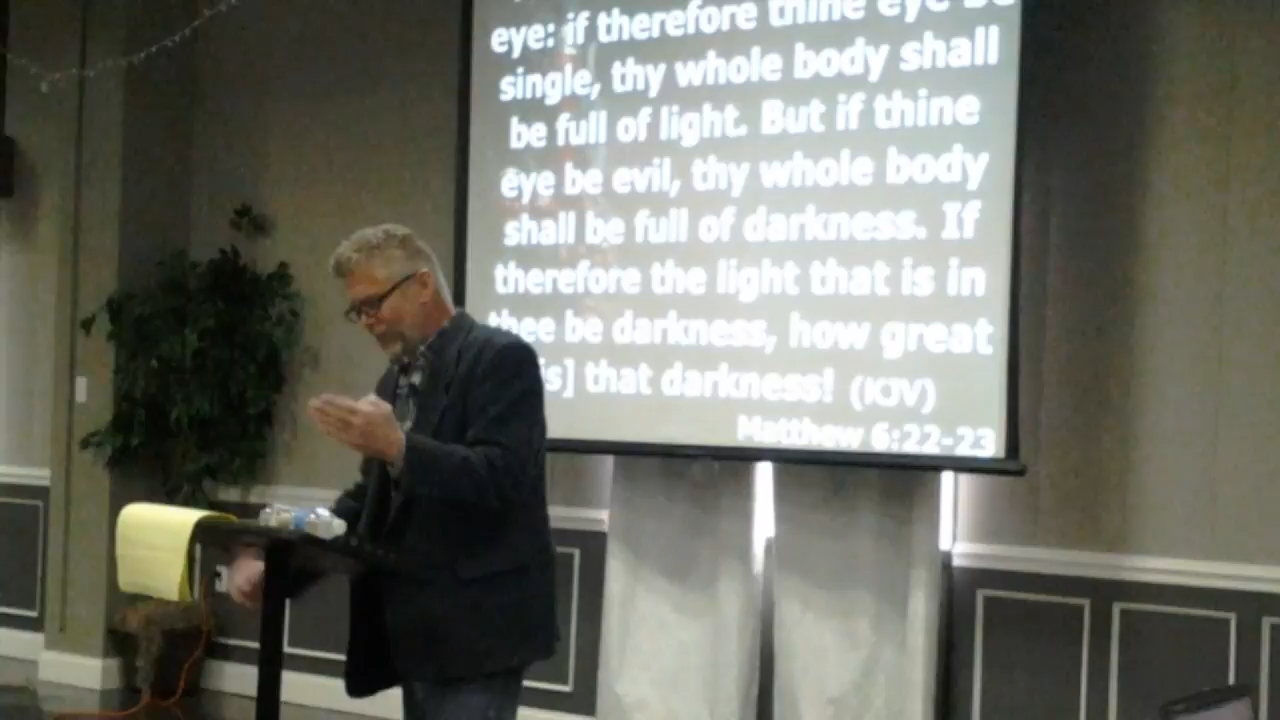 eye: if therefore thine eye be
single, thy whole body shall
be full of light. But if thine
eye be evil, thy whole body
shall be full of darkness. If
therefore the light that is in
thee be darkness, how great
is] that darkness! (KJV)
Matthew 6:22-23